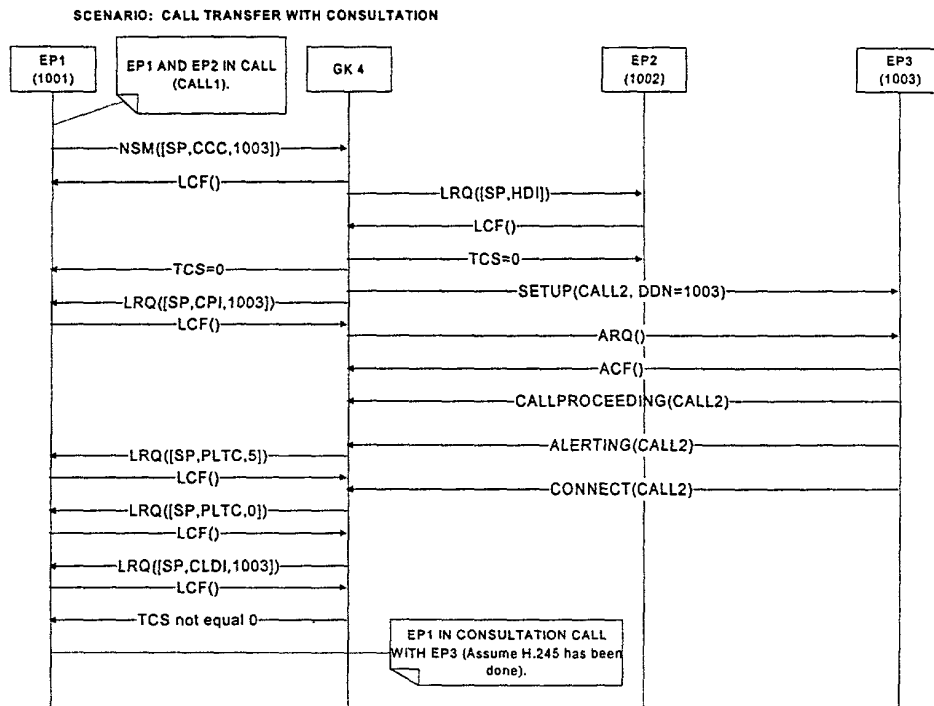 SCENARIO: CALL TRANSFER WITH CONSULTATION
EP1
(1001)
EP1 AND EP2 IN CALL
(CALL1).
GK 4
EP2
(1002)
EP3
(1003)
NSM([SP,CCC,1003])
LCF()
LRQ([SP,HDI])
LCF()
TCS=0
TCS=0
SETUP(CALL2, DDN=1003)
LRQ([SP,CPI,1003])
LCF()
ARQ()
ACF()
CALLPROCEEDING(CALL2)
ALERTING(CALL2)
LRQ([SP,PLTC,5])
LCF()
CONNECT(CALL2)
LRQ([SP,PLTC,0])
LCF()
LRQ([SP,CLDI,1003])
LCF()
TCS not equal 0
EP1 IN CONSULTATION CALL
WITH EP3 (Assume H.245 has been
done).